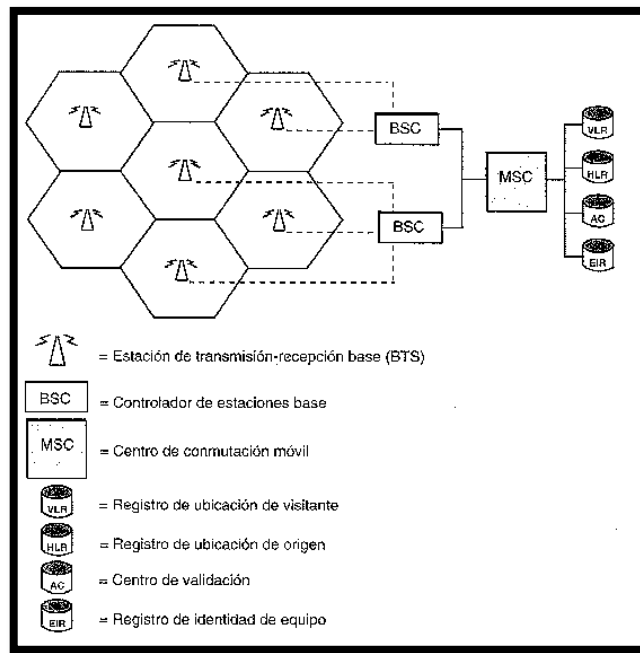 BSC
VLR
MSC
HLR
BSC
AC
EIR
= Estación de transmisión-recepción base (BTS)
BSC = Controlador de estaciones base
MSC = Centro de conmutación móvil
VLR = Registro de ubicación de visitante
HLR = Registro de ubicación de origen
AC = Centro de validación
EIR = Registro de identidad de equipo